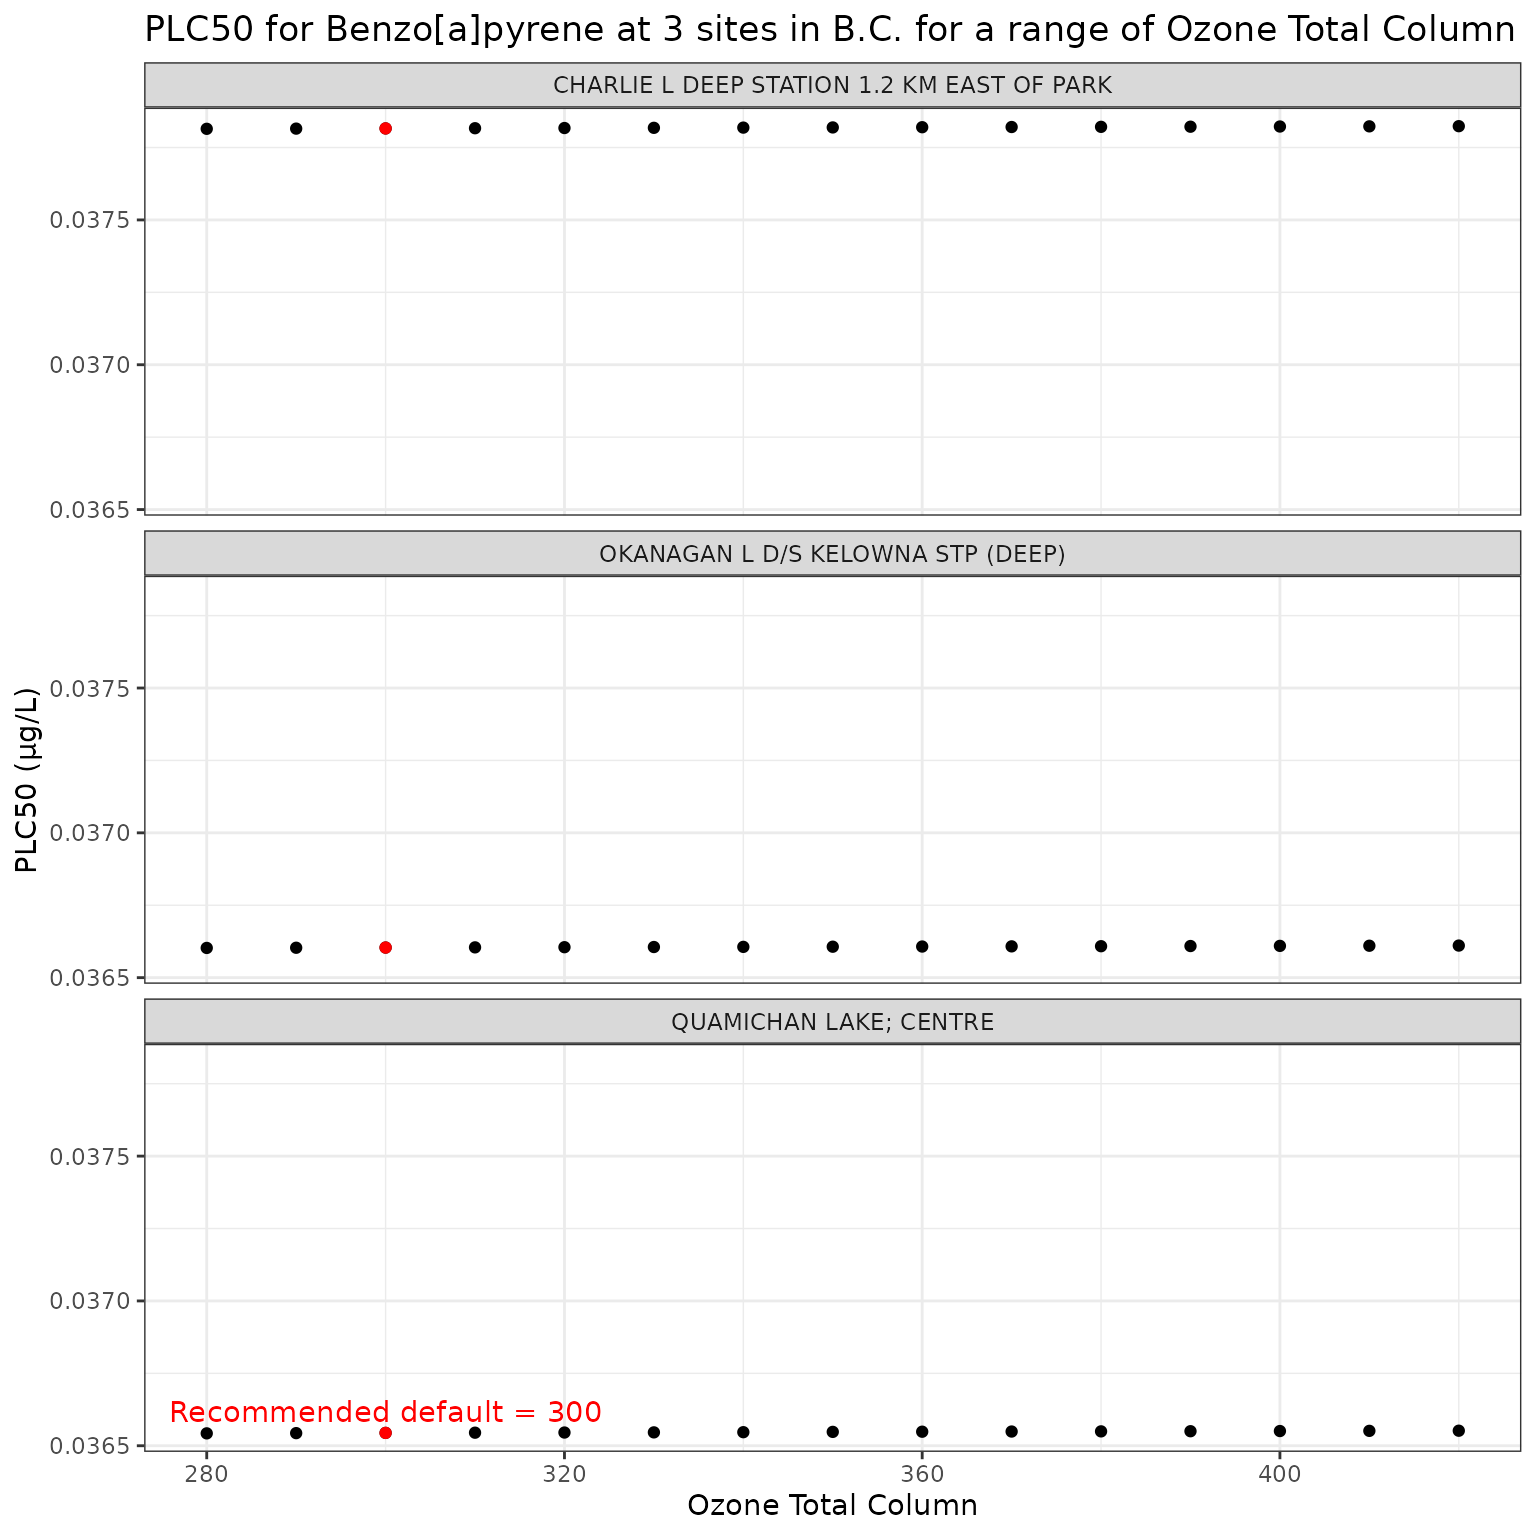 PLC50 for Benzo[a]pyrene at 3 sites in B.C. for a range of Ozone Total Column
CHARLIE L DEEP STATION 1.2 KM EAST OF PARK
0.0375
0.0370
0.0365
OKANAGAN L D/S KELOWNA STP (DEEP)
0.0375
0.0370
0.0365
PLC50 (µg/L)
QUAMICHAN LAKE; CENTRE
0.0375
0.0370
Recommended default = 300
0.0365
280 320 360 400
Ozone Total Column